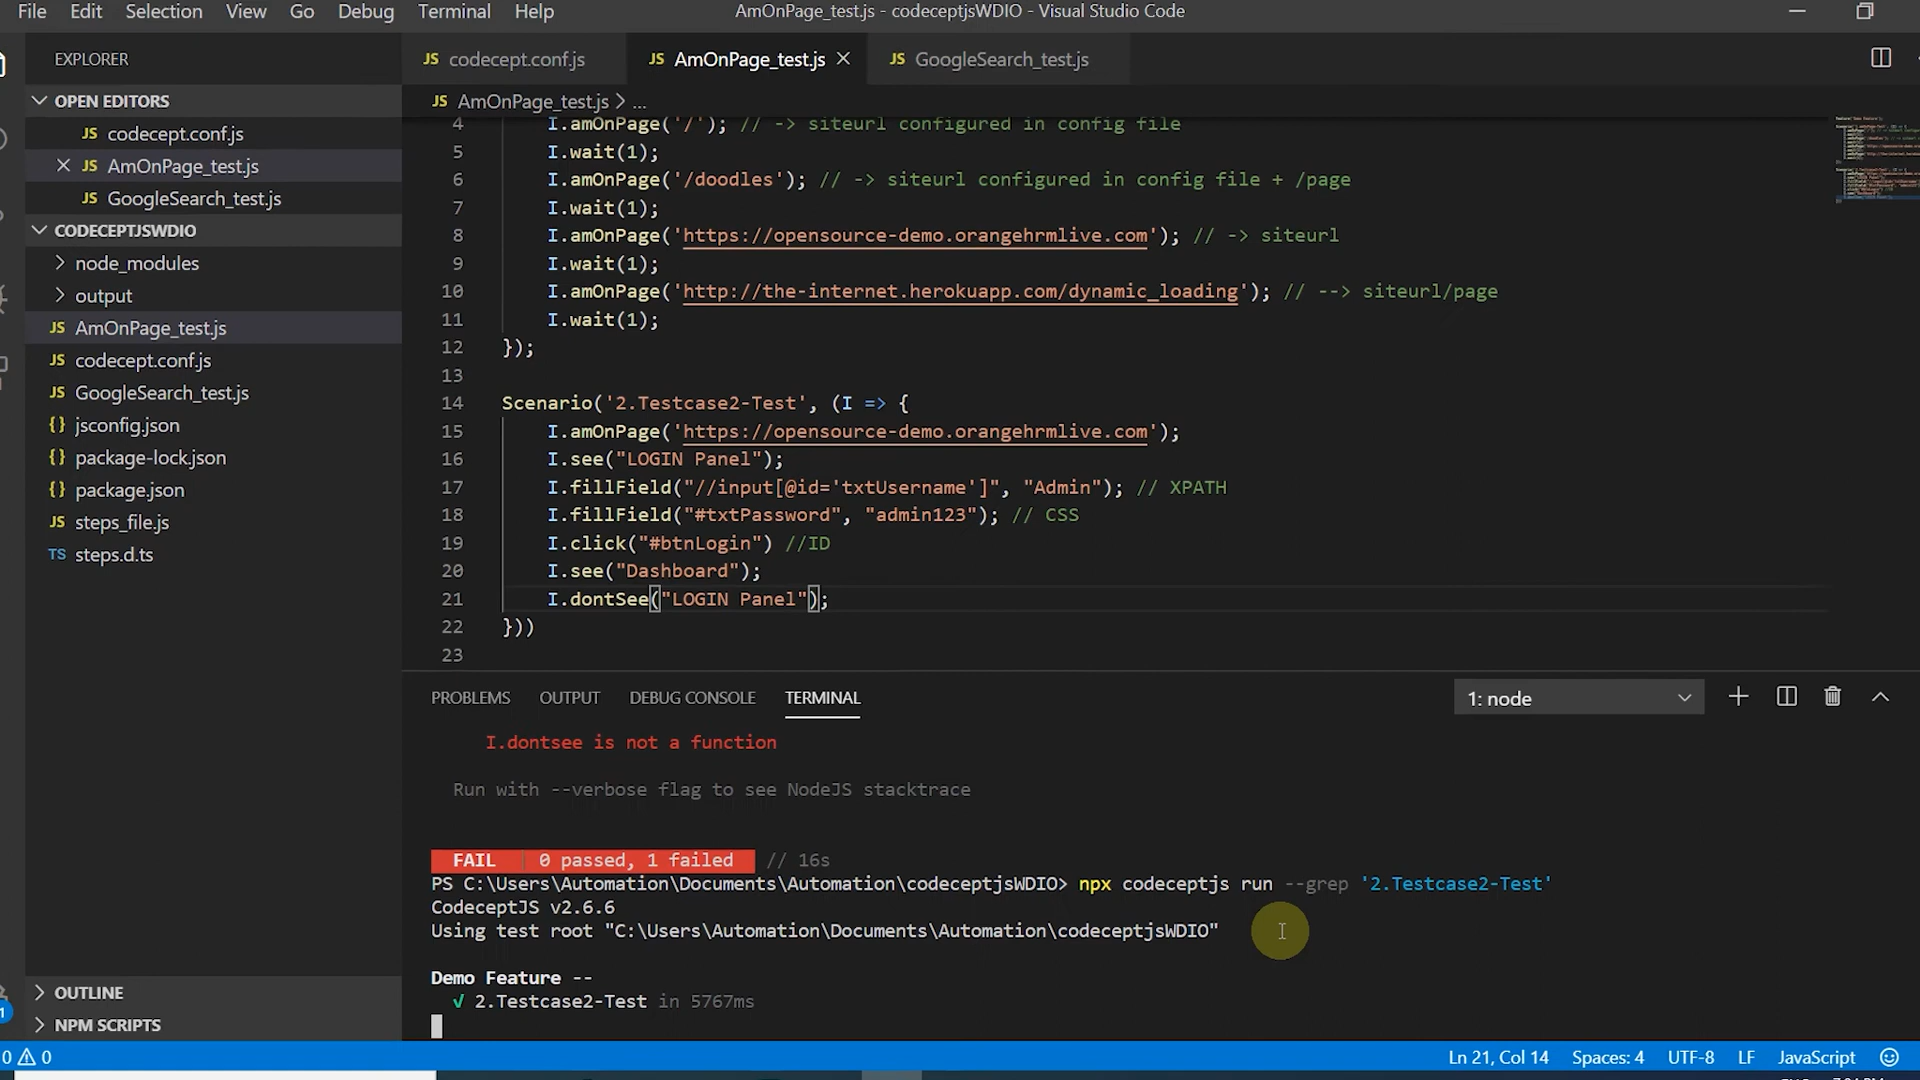 File Edit Selection View Go Debug Terminal Help
AmOnPage_test.js - codeceptjsWDIO - Visual Studio Code
EXPLORER
OPEN EDITORS
JS codecept.conf.js
JS AmOnPage_test.js
JS GoogleSearch_test.js
CODECEPTJSWDIO
node_modules
output
JS AmOnPage_test.js
JS codecept.conf.js
JS GoogleSearch_test.js
{} jsconfig.json
{} package-lock.json
{} package.json
JS steps_file.js
TS steps.d.ts
OUTLINE
NPM SCRIPTS
JS codecept.conf.js
JS AmOnPage_test.js
JS GoogleSearch_test.js
JS AmOnPage_test.js > ...
4 I.amOnPage('/'); // -> siteurl configured in config file
5 I.wait(1);
6 I.amOnPage('/doodles'); // -> siteurl configured in config file + /page
7 I.wait(1);
8 I.amOnPage('https://opensource-demo.orangehrmlive.com'); // -> siteurl
9 I.wait(1);
10 I.amOnPage('http://the-internet.herokuapp.com/dynamic_loading'); // --> siteurl/page
11 I.wait(1);
12 });
13
14 Scenario('2.Testcase2-Test', (I => {
15 I.amOnPage('https://opensource-demo.orangehrmlive.com');
16 I.see("LOGIN Panel");
17 I.fillField("//input[@id='txtUsername']", "Admin"); // XPATH
18 I.fillField("#txtPassword", "admin123"); // CSS
19 I.click("#btnLogin") //ID
20 I.see("Dashboard");
21 I.dontSee("LOGIN Panel");
22 }))
23
PROBLEMS OUTPUT DEBUG CONSOLE TERMINAL
1: node
I.dontsee is not a function
Run with --verbose flag to see NodeJS stacktrace
FAIL | 0 passed, 1 failed // 16s
PS C:\Users\Automation\Documents\Automation\codeceptjsWDIO> npx codeceptjs run --grep '2.Testcase2-Test'
CodeceptJS v2.6.6
Using test root "C:\Users\Automation\Documents\Automation\codeceptjsWDIO"
Demo Feature --
√ 2.Testcase2-Test in 5767ms
1
0 0
Ln 21, Col 14 Spaces: 4 UTF-8 LF JavaScript